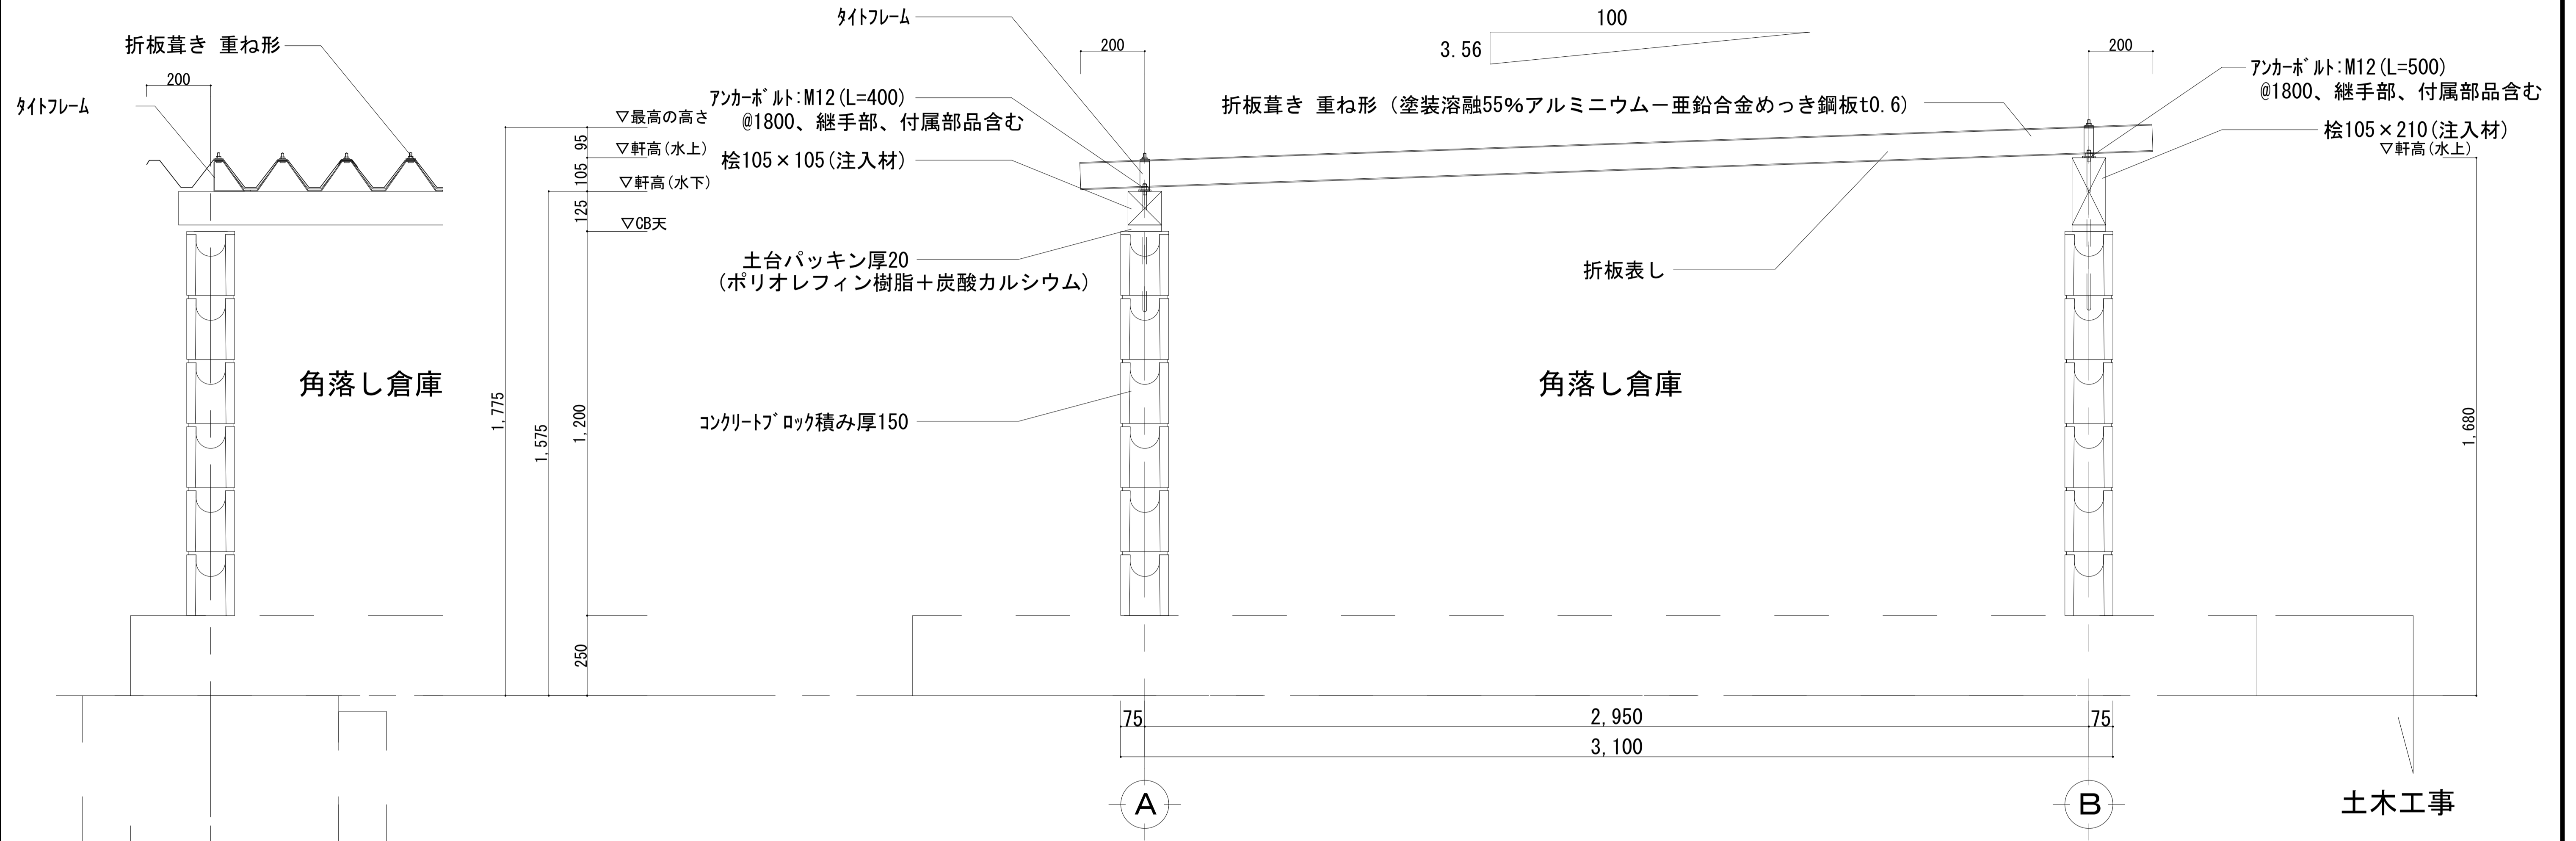 折板葺き 重ね形
200
ﾀｲﾄﾌﾚｰﾑ
角落し倉庫
▽最高の高さ
95
▽軒高(水上)
105
▽軒高(水下)
125
▽CB天
1,775
1,575
1,200
250
ﾀｲﾄﾌﾚｰﾑ
200
ｱﾝｶｰﾎﾞﾙﾄ:M12(L=400)
@1800、継手部、付属部品含む
桧105×105(注入材)
土台パッキン厚20
(ポリオレフィン樹脂＋炭酸カルシウム)
ｺﾝｸﾘｰﾄﾌﾞﾛｯｸ積み厚150
100
3.56
折板葺き 重ね形 (塗装溶融55%アルミニウムー亜鉛合金めっき鋼板t0.6)
折板表し
角落し倉庫
200
ｱﾝｶｰﾎﾞﾙﾄ:M12(L=500)
@1800、継手部、付属部品含む
桧105×210(注入材)
▽軒高(水上)
1,680
75
2,950
75
3,100
A
B
土木工事